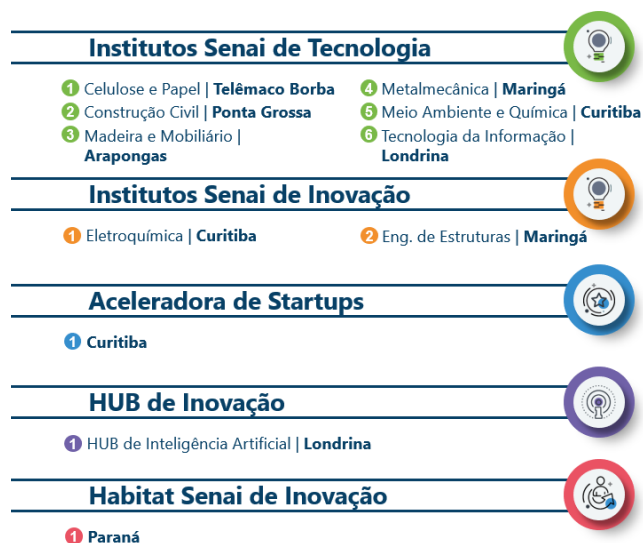 Institutos Senai de Tecnologia
1 Celulose e Papel | Telêmaco Borba
2 Construção Civil | Ponta Grossa
3 Madeira e Mobiliário |
Arapongas
4 Metalmecânica | Maringá
5 Meio Ambiente e Química | Curitiba
6 Tecnologia da Informação |
Londrina
Institutos Senai de Inovação
1 Eletroquímica | Curitiba
2 Eng. de Estruturas | Maringá
Aceleradora de Startups
1 Curitiba
HUB de Inovação
1 HUB de Inteligência Artificial | Londrina
Habitat Senai de Inovação
1 Paraná